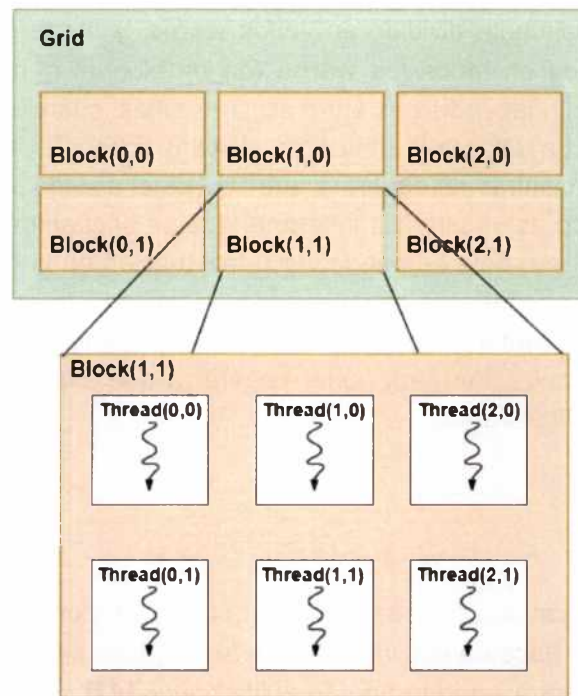 Grid
Block(0,0) Block(1,0) Block(2,0)
Block(0,1) Block(1,1) Block(2,1)
Block(1,1)
Thread(0,0) Thread(1,0) Thread(2,0)
Thread(0,1) Thread(1,1) Thread(2,1)